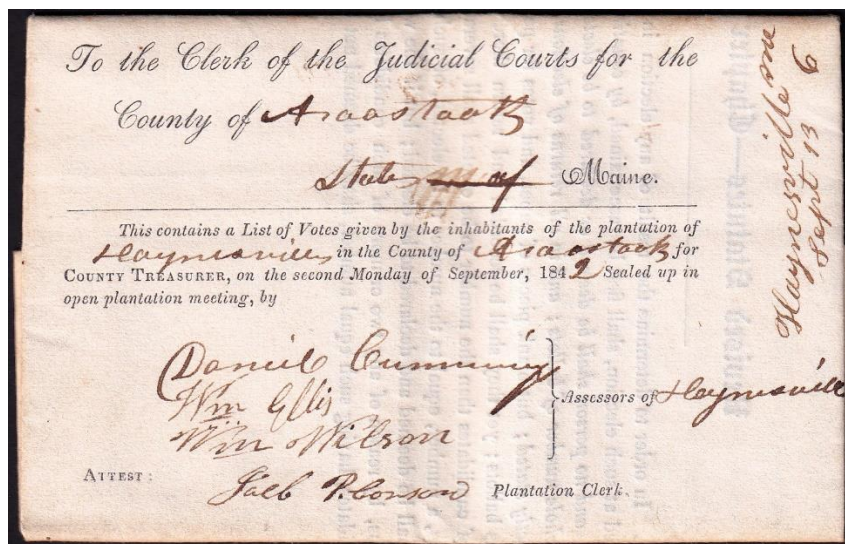 To the Clerk of the Judicial Courts for the
County of Aroostook
State of Maine.
This contains a List of Votes given by the inhabitants of the plantation of
Haynesville in the County of Aroostook for
COUNTY TREASURER, on the second Monday of September, 1842 Sealed up in
open plantation meeting, by
Daniel Cumming
Wm Ellis
Wm Wilson
Assessors of Haynesville
ATTEST:
Plantation Clerk.
Haynesville Me
Sept 13
6